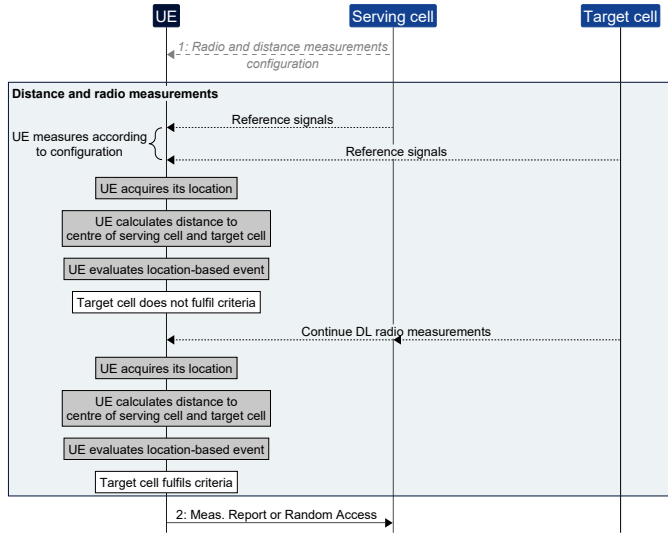 UE
Serving cell
Target cell
1: Radio and distance measurements
configuration
Distance and radio measurements
Reference signals
UE measures according
to configuration
Reference signals
UE acquires its location
UE calculates distance to
centre of serving cell and target cell
UE evaluates location-based event
Target cell does not fulfil criteria
Continue DL radio measurements
UE acquires its location
UE calculates distance to
centre of serving cell and target cell
UE evaluates location-based event
Target cell fulfils criteria
2: Meas. Report or Random Access